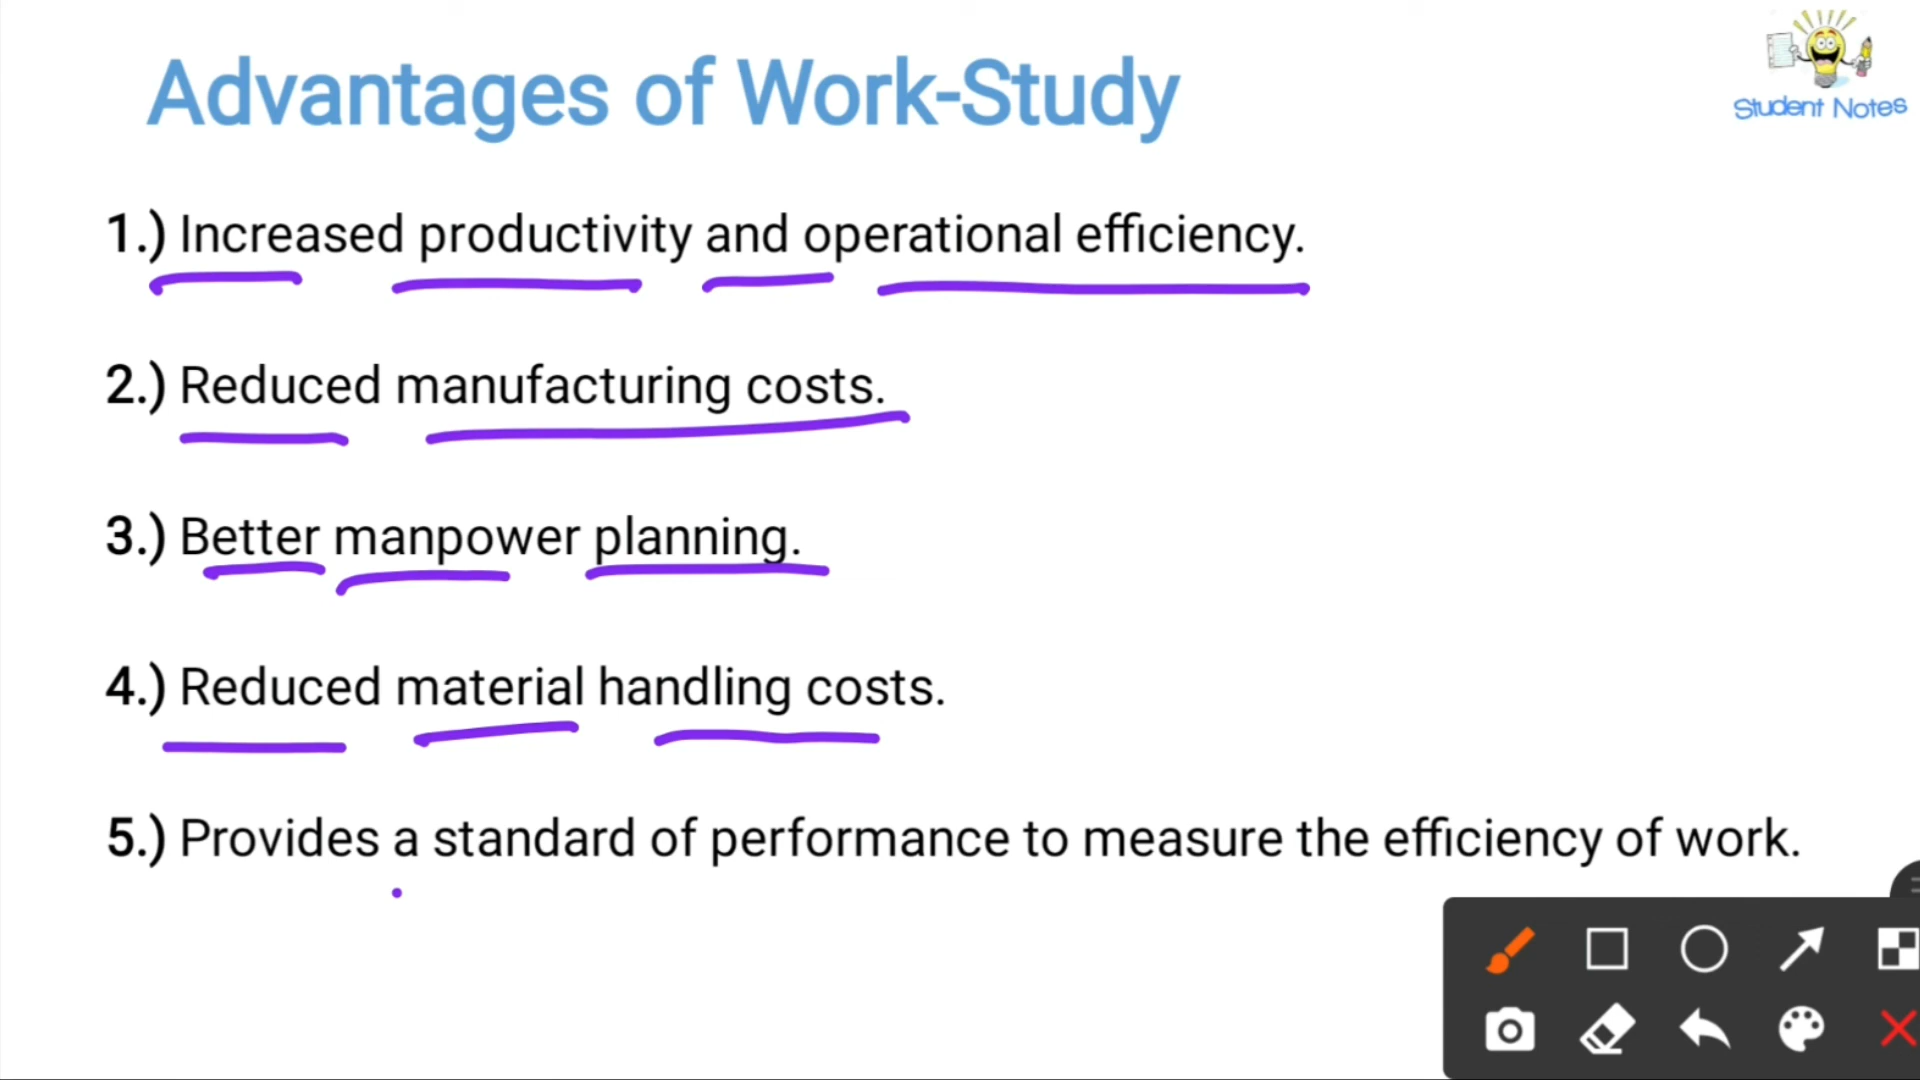 Advantages of Work-Study
Student Notes
1.) Increased productivity and operational efficiency.
2.) Reduced manufacturing costs.
3.) Better manpower planning.
4.) Reduced material handling costs.
5.) Provides a standard of performance to measure the efficiency of work.